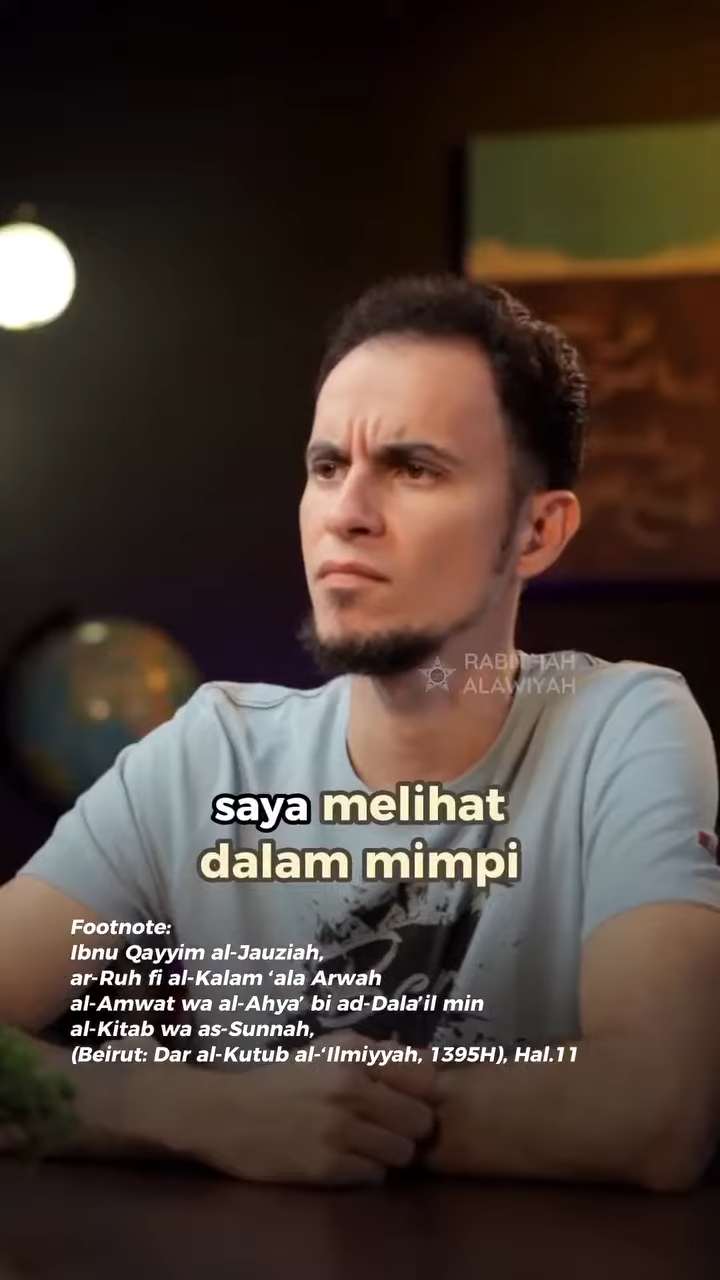 RABITHAH
ALAWIYAH
saya melihat
dalam mimpi
Footnote:
Ibnu Qayyim al-Jauziah,
ar-Ruh fi al-Kalam ‘ala Arwah
al-Amwat wa al-Ahya’ bi ad-Dala’il min
al-Kitab wa as-Sunnah,
(Beirut: Dar al-Kutub al-‘Ilmiyyah, 1395H), Hal.11